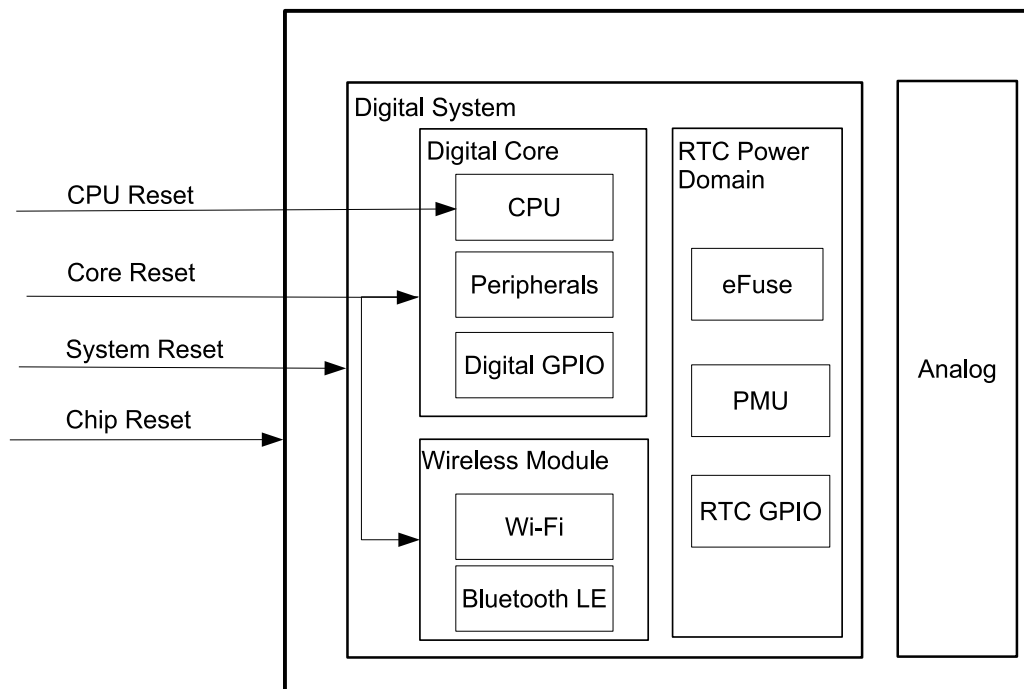 Digital System
Digital Core
RTC Power
Domain
CPU Reset
CPU
Core Reset
Peripherals
eFuse
System Reset
Digital GPIO
Analog
PMU
Chip Reset
Wireless Module
Wi-Fi
RTC GPIO
Bluetooth LE